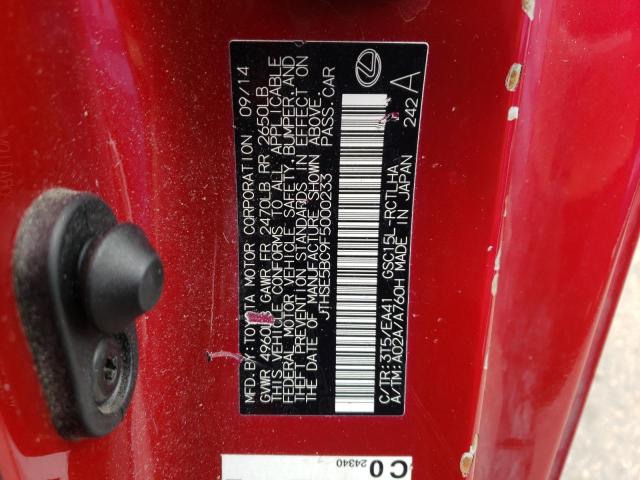 MFD. BY:TOYOTA MOTOR CORPORATION 09/14
GVWR 4960LB GAWR FR 2470LB RR 2650LB
THIS VEHICLE CONFORMS TO ALL APPLICABLE
FEDERAL MOTOR VEHICLE SAFETY, BUMPER, AND
THEFT PREVENTION STANDARDS IN EFFECT ON
THE DATE OF MANUFACTURE SHOWN ABOVE.
JTHSE5BC9F5000233 PASS. CAR
C/TR:3T5/EA41 GSC15L-RCTLHA
A/TM:A02A/A760H MADE IN JAPAN
242
A
C0
24340